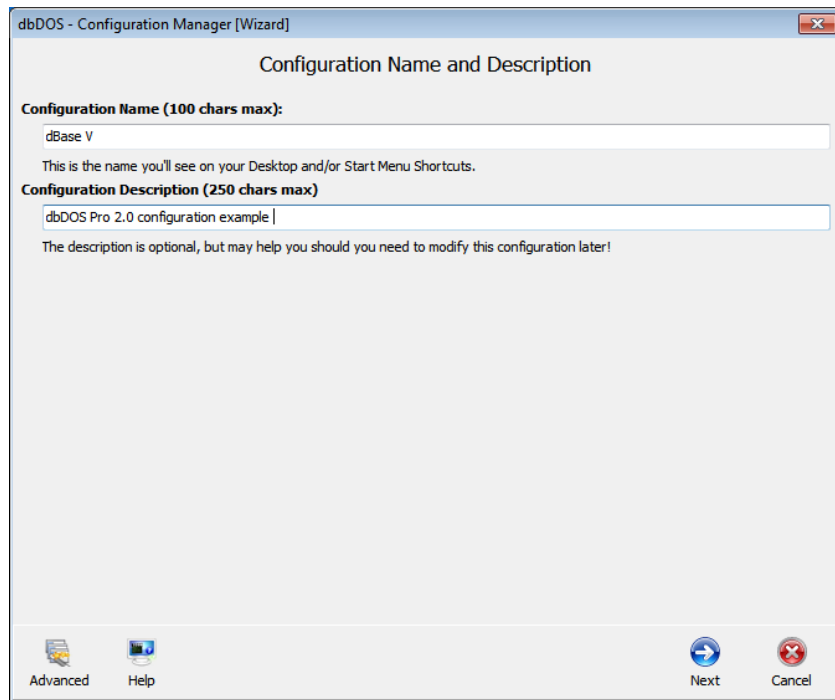 dbDOS - Configuration Manager [Wizard]
Configuration Name and Description
Configuration Name (100 chars max):
dBase V
This is the name you'll see on your Desktop and/or Start Menu Shortcuts.
Configuration Description (250 chars max)
dbDOS Pro 2.0 configuration example
The description is optional, but may help you should you need to modify this configuration later!
Advanced Help Next Cancel